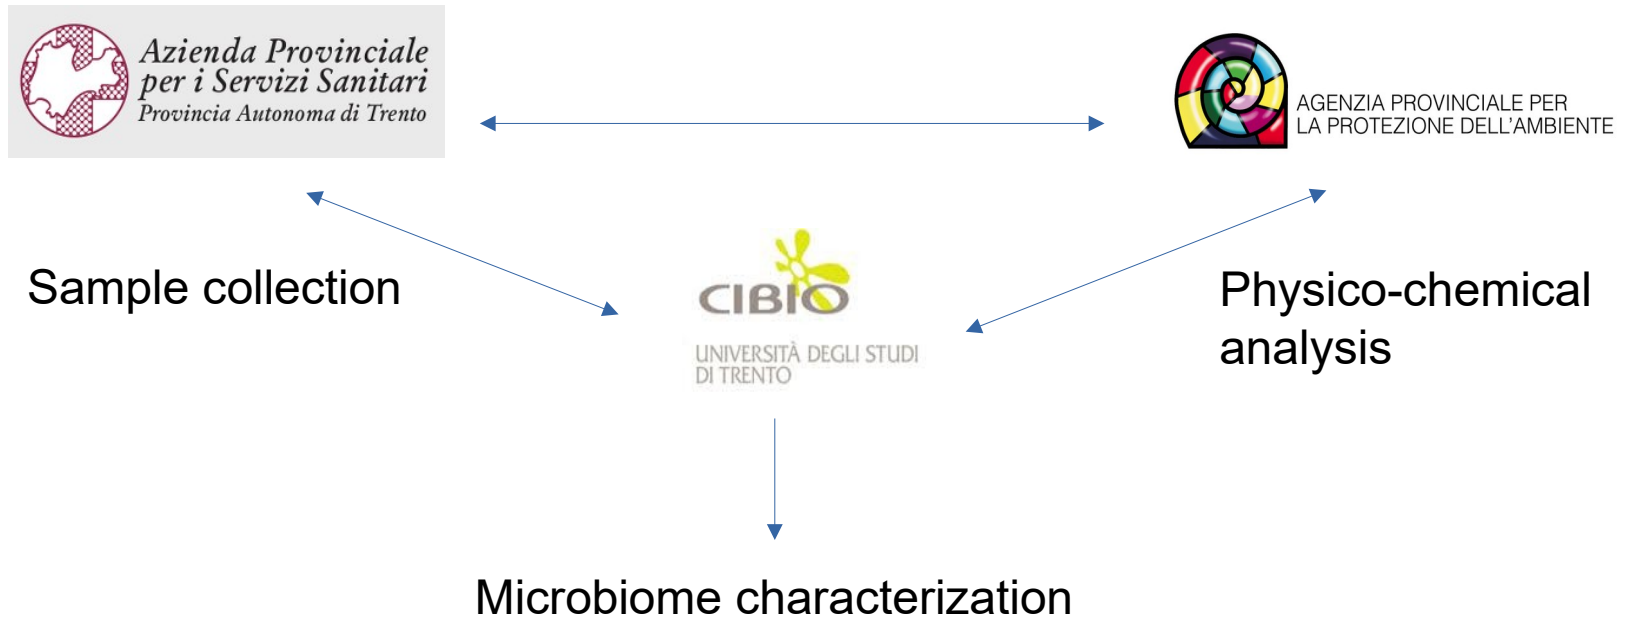 Azienda Provinciale
per i Servizi Sanitari
Provincia Autonoma di Trento
AGENZIA PROVINCIALE PER
LA PROTEZIONE DELL'AMBIENTE
Sample collection
CIBIO
UNIVERSITÀ DEGLI STUDI
DI TRENTO
Physico-chemical
analysis
Microbiome characterization